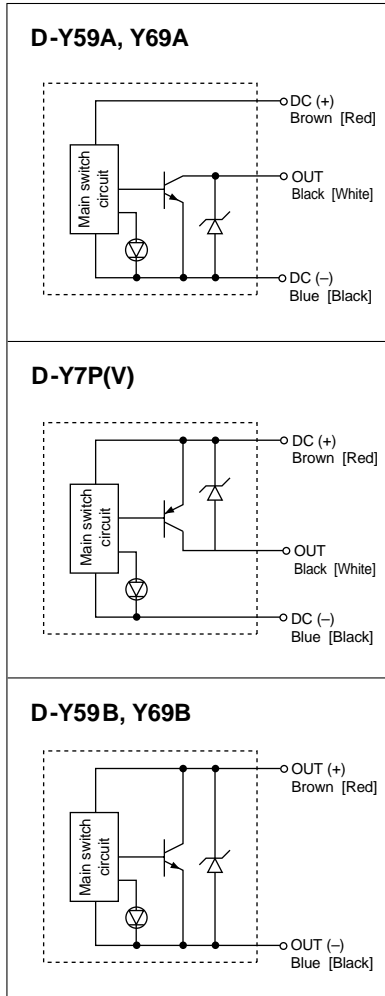 D-Y59A, Y69A
DC (+)
Brown [Red]
Main switch
circuit
OUT
Black [White]
DC (–)
Blue [Black]
D-Y7P(V)
DC (+)
Brown [Red]
Main switch
circuit
OUT
Black [White]
DC (–)
Blue [Black]
D-Y59B, Y69B
OUT (+)
Brown [Red]
Main switch
circuit
OUT (–)
Blue [Black]